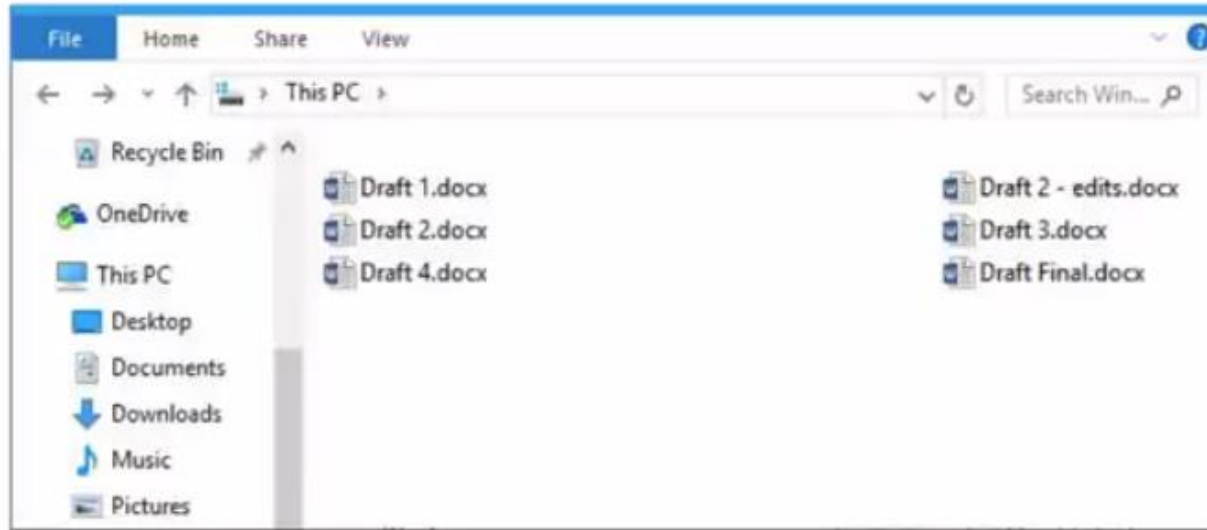 File Home Share View
This PC Search Win...
Recycle Bin
OneDrive
This PC
Desktop
Documents
Downloads
Music
Pictures
Draft 1.docx Draft 2 - edits.docx
Draft 2.docx Draft 3.docx
Draft 4.docx Draft Final.docx